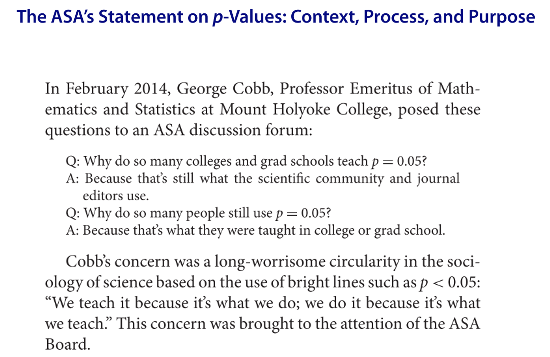 The ASA's Statement on p-Values: Context, Process, and Purpose
In February 2014, George Cobb, Professor Emeritus of Math-
ematics and Statistics at Mount Holyoke College, posed these
questions to an ASA discussion forum:
Q: Why do so many colleges and grad schools teach p = 0.05?
A: Because that's still what the scientific community and journal
editors use.
Q: Why do so many people still use p = 0.05?
A: Because that's what they were taught in college or grad school.
Cobb's concern was a long-worrisome circularity in the soci-
ology of science based on the use of bright lines such as p < 0.05:
"We teach it because it's what we do; we do it because it's what
we teach." This concern was brought to the attention of the ASA
Board.